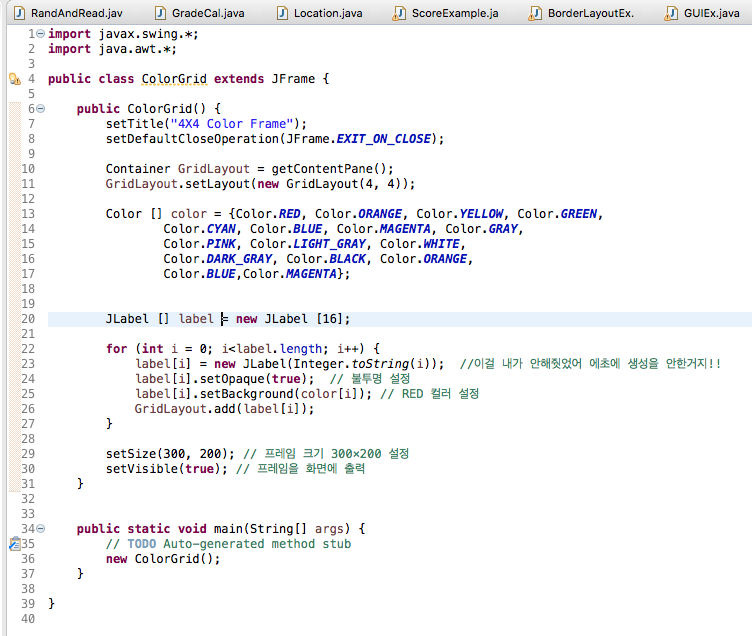 RandAndRead.jav GradeCal.java Location.java ScoreExample.ja BorderLayoutEx. GUIEx.java
1 import javax.swing.*;
2 import java.awt.*;
3
4 public class ColorGrid extends JFrame {
5
6 public ColorGrid() {
7 setTitle("4X4 Color Frame");
8 setDefaultCloseOperation(JFrame.EXIT_ON_CLOSE);
9
10 Container GridLayout = getContentPane();
11 GridLayout.setLayout(new GridLayout(4, 4));
12
13 Color [] color = {Color.RED, Color.ORANGE, Color.YELLOW, Color.GREEN,
14 Color.CYAN, Color.BLUE, Color.MAGENTA, Color.GRAY,
15 Color.PINK, Color.LIGHT_GRAY, Color.WHITE,
16 Color.DARK_GRAY, Color.BLACK, Color.ORANGE,
17 Color.BLUE,Color.MAGENTA};
18
19
20 JLabel [] label = new JLabel [16];
21
22 for (int i = 0; i<label.length; i++) {
23 label[i] = new JLabel(Integer.toString(i)); //이걸 내가 안해줫었어 에초에 생성을 안한거지!!
24 label[i].setOpaque(true); // 불투명 설정
25 label[i].setBackground(color[i]); // RED 컬러 설정
26 GridLayout.add(label[i]);
27 }
28
29 setSize(300, 200); // 프레임 크기 300×200 설정
30 setVisible(true); // 프레임을 화면에 출력
31 }
32
33
34 public static void main(String[] args) {
35 // TODO Auto-generated method stub
36 new ColorGrid();
37 }
38
39 }
40